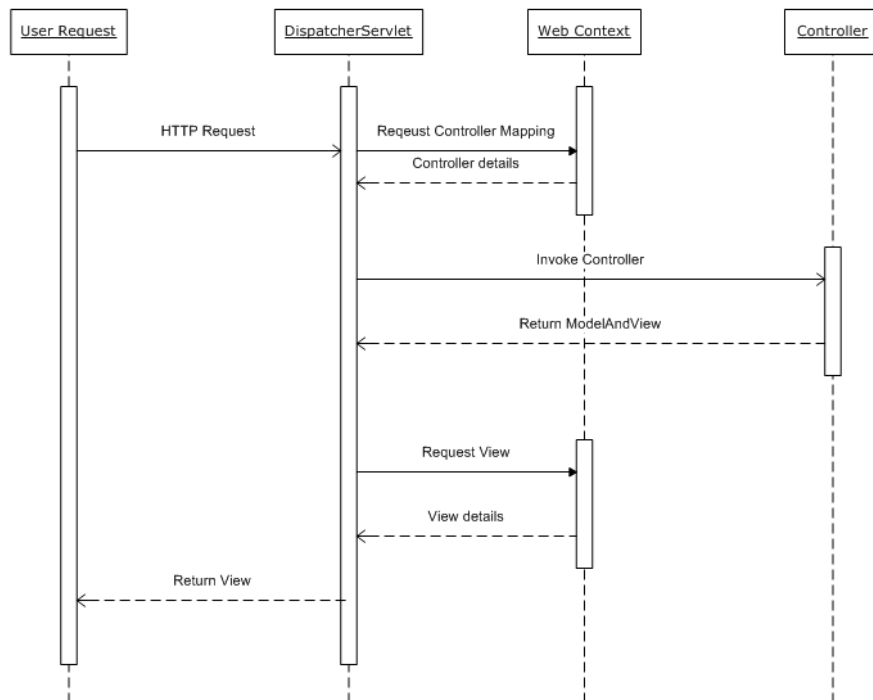 User Request
DispatcherServlet
Web Context
Controller
HTTP Request
Reqeust Controller Mapping
Controller details
Invoke Controller
Return ModelAndView
Request View
View details
Return View